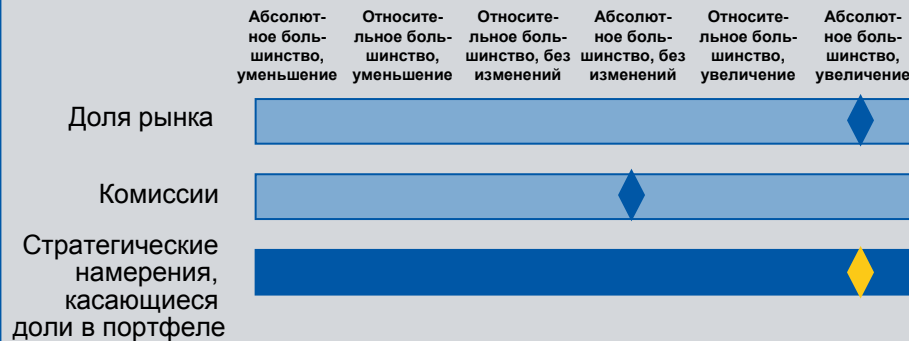 Абсолют-
ное боль-
шинство,
уменьшение
Относите-
льное боль-
шинство,
уменьшение
Относите-
льное боль-
шинство, без
изменений
Абсолют-
ное боль-
шинство, без
изменений
Относите-
льное боль-
шинство,
увеличение
Абсолют-
ное боль-
шинство,
увеличение
Доля рынка
Комиссии
Стратегические
намерения,
касающиеся
доли в портфеле